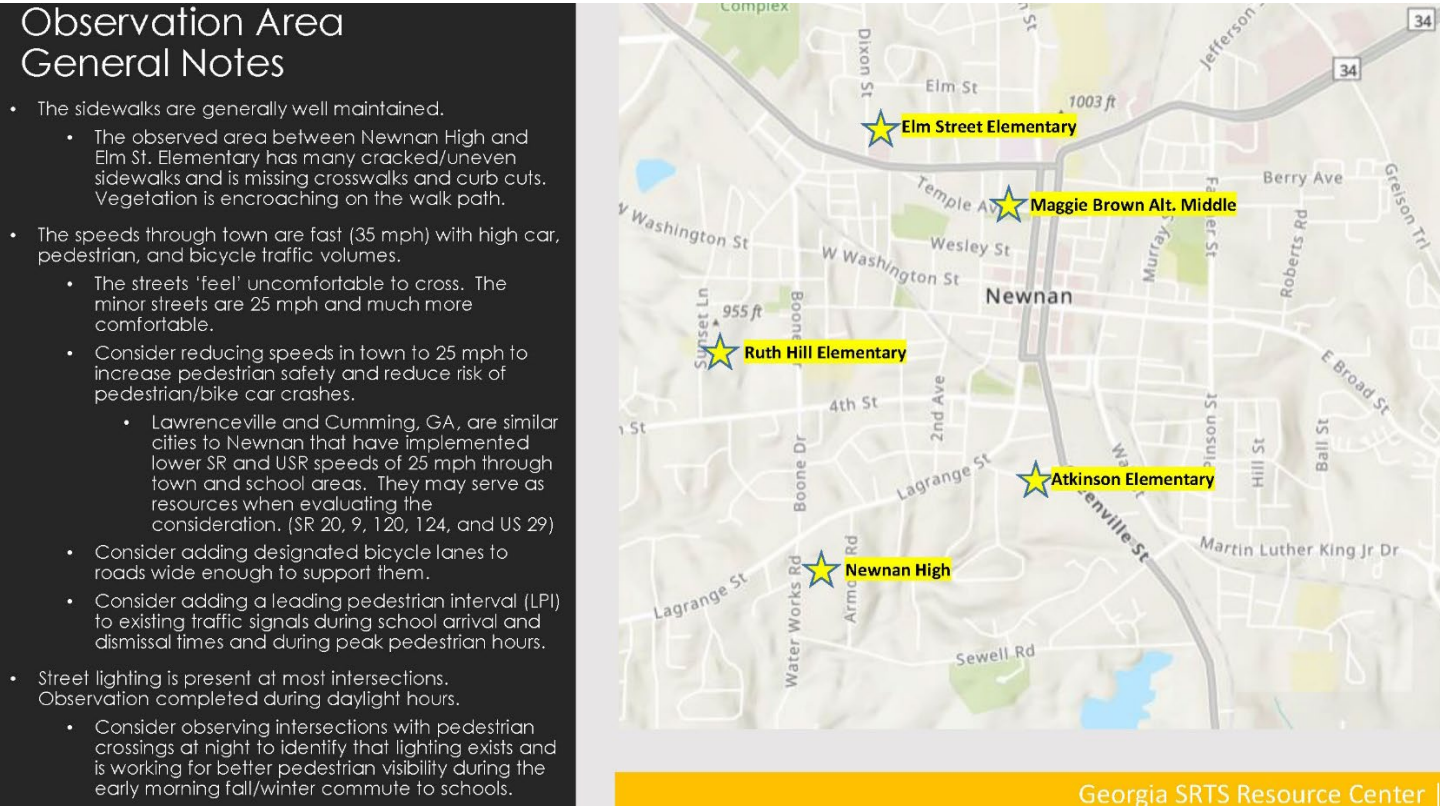 Observation Area
General Notes
• The sidewalks are generally well maintained.
• The observed area between Newnan High and
Elm St. Elementary has many cracked/uneven
sidewalks and is missing crosswalks and curb cuts.
Vegetation is encroaching on the walk path.
• The speeds through town are fast (35 mph) with high car,
pedestrian, and bicycle traffic volumes.
• The streets ‘feel’ uncomfortable to cross. The
minor streets are 25 mph and much more
comfortable.
• Consider reducing speeds in town to 25 mph to
increase pedestrian safety and reduce risk of
pedestrian/bike car crashes.
• Lawrenceville and Cumming, GA, are similar
cities to Newnan that have implemented
lower SR and USR speeds of 25 mph through
town and school areas. They may serve as
resources when evaluating the
consideration. (SR 20, 9, 120, 124, and US 29)
• Consider adding designated bicycle lanes to
roads wide enough to support them.
• Consider adding a leading pedestrian interval (LPI)
to existing traffic signals during school arrival and
dismissal times and during peak pedestrian hours.
• Street lighting is present at most intersections.
Observation completed during daylight hours.
• Consider observing intersections with pedestrian
crossings at night to identify that lighting exists and
is working for better pedestrian visibility during the
early morning fall/winter commute to schools.
Complex
St
Jefferson
34
34
Dixon St
Elm St
1003 ft
Elm Street Elementary
Temple Av
Maggie Brown Alt. Middle
Berry Ave
Greison Trl
Washington St
Wesley St
W Washington St
Murray
Roberts Rd
Newnan
Sunset Ln
955 ft
Boone
Ruth Hill Elementary
E Broad St
4th St
St
2nd Ave
Boone Dr
Lagrange St
Atkinson Elementary
Hill St
Ball St
enville St
Martin Luther King Jr Dr
Newnan High
Lagrange St
Water Works Rd
Rd
Sewell Rd
Georgia SRTS Resource Center